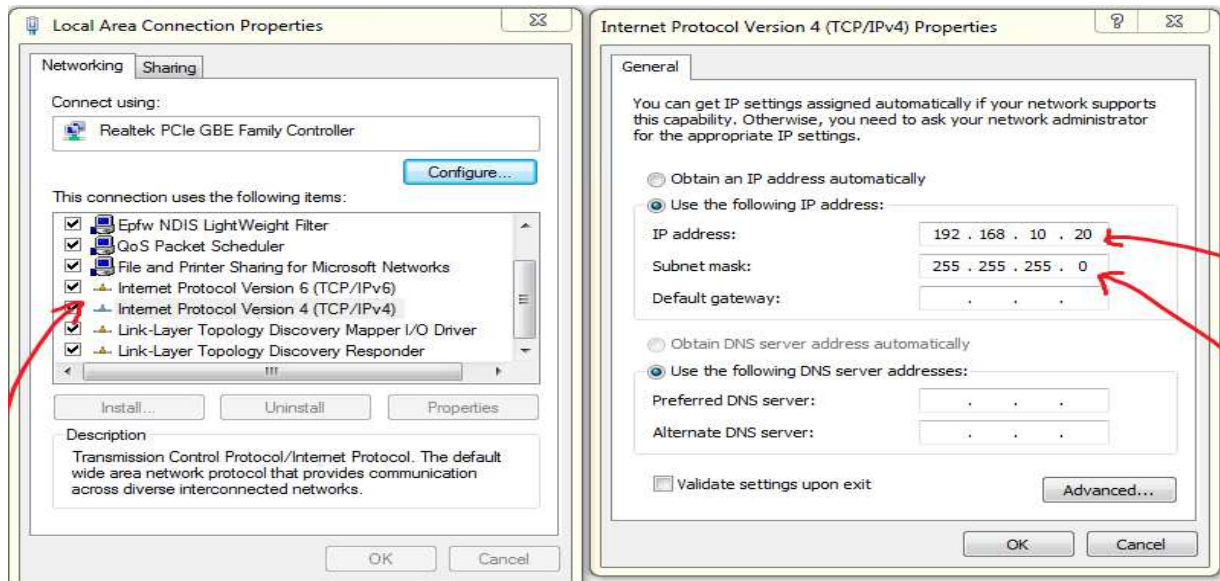 Local Area Connection Properties
Networking
Sharing
Connect using:
Realtek PCIe GBE Family Controller
Configure...
This connection uses the following items:
Epfw NDIS LightWeight Filter
QoS Packet Scheduler
File and Printer Sharing for Microsoft Networks
Internet Protocol Version 6 (TCP/IPv6)
Internet Protocol Version 4 (TCP/IPv4)
Link-Layer Topology Discovery Mapper I/O Driver
Link-Layer Topology Discovery Responder
Install...
Uninstall
Properties
Description
Transmission Control Protocol/Internet Protocol. The default
wide area network protocol that provides communication
across diverse interconnected networks.
OK
Cancel
Internet Protocol Version 4 (TCP/IPv4) Properties
General
You can get IP settings assigned automatically if your network supports
this capability. Otherwise, you need to ask your network administrator
for the appropriate IP settings.
Obtain an IP address automatically
Use the following IP address:
IP address: 192 . 168 . 10 . 20
Subnet mask: 255 . 255 . 255 . 0
Default gateway: . . .
Obtain DNS server address automatically
Use the following DNS server addresses:
Preferred DNS server: . . .
Alternate DNS server: . . .
Validate settings upon exit
Advanced...
OK
Cancel